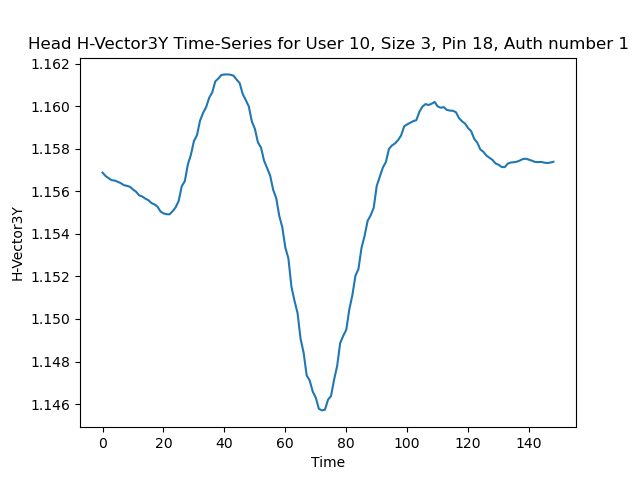 Head H-Vector3Y Time-Series for User 10, Size 3, Pin 18, Auth number 1
1.162
1.160
1.158
1.156
1.154
1.152
1.150
1.148
1.146
H-Vector3Y
0 20 40 60 80 100 120 140
Time